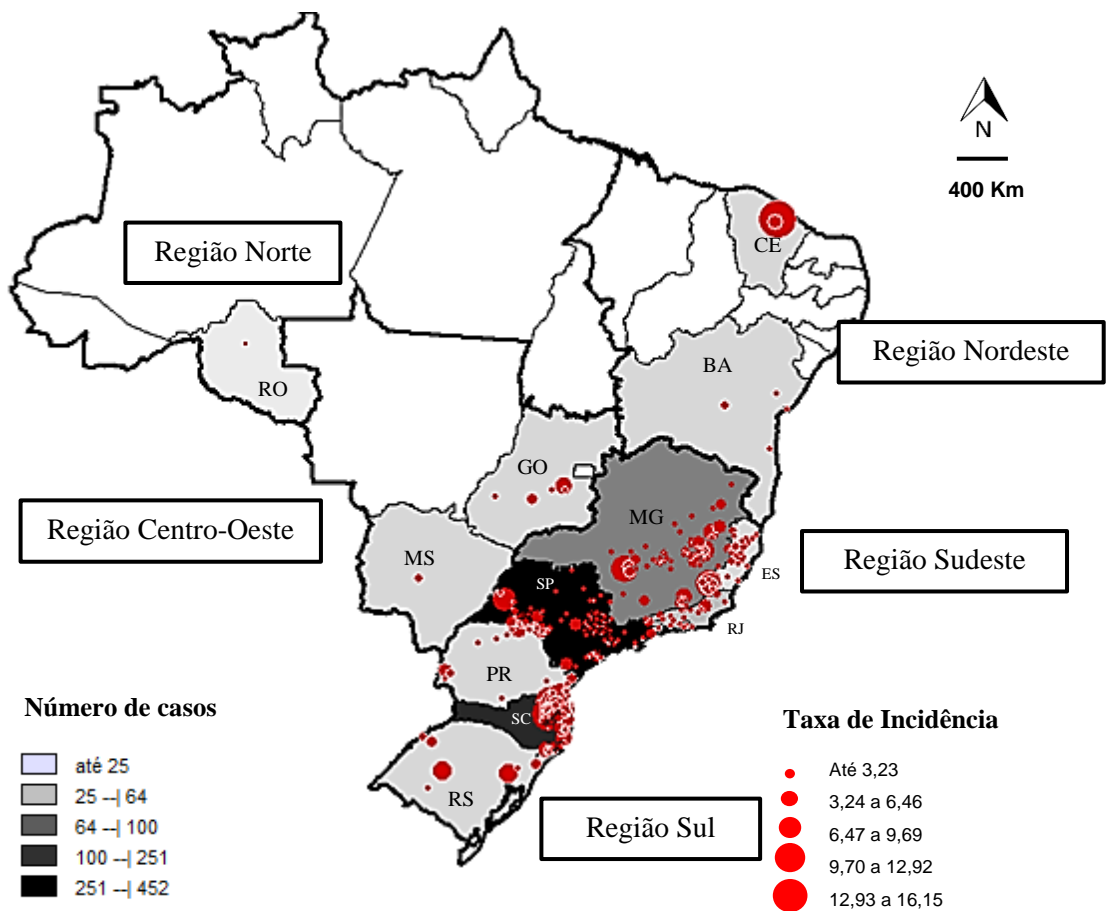 N
400 Km
Região Norte
CE
Região Nordeste
RO
BA
GO
Região Centro-Oeste
MG
Região Sudeste
MS
SP
ES
RJ
PR
SC
RS
Região Sul
Número de casos
até 25
25 --| 64
64 --| 100
100 --| 251
251 --| 452
Taxa de Incidência
Até 3,23
3,24 a 6,46
6,47 a 9,69
9,70 a 12,92
12,93 a 16,15